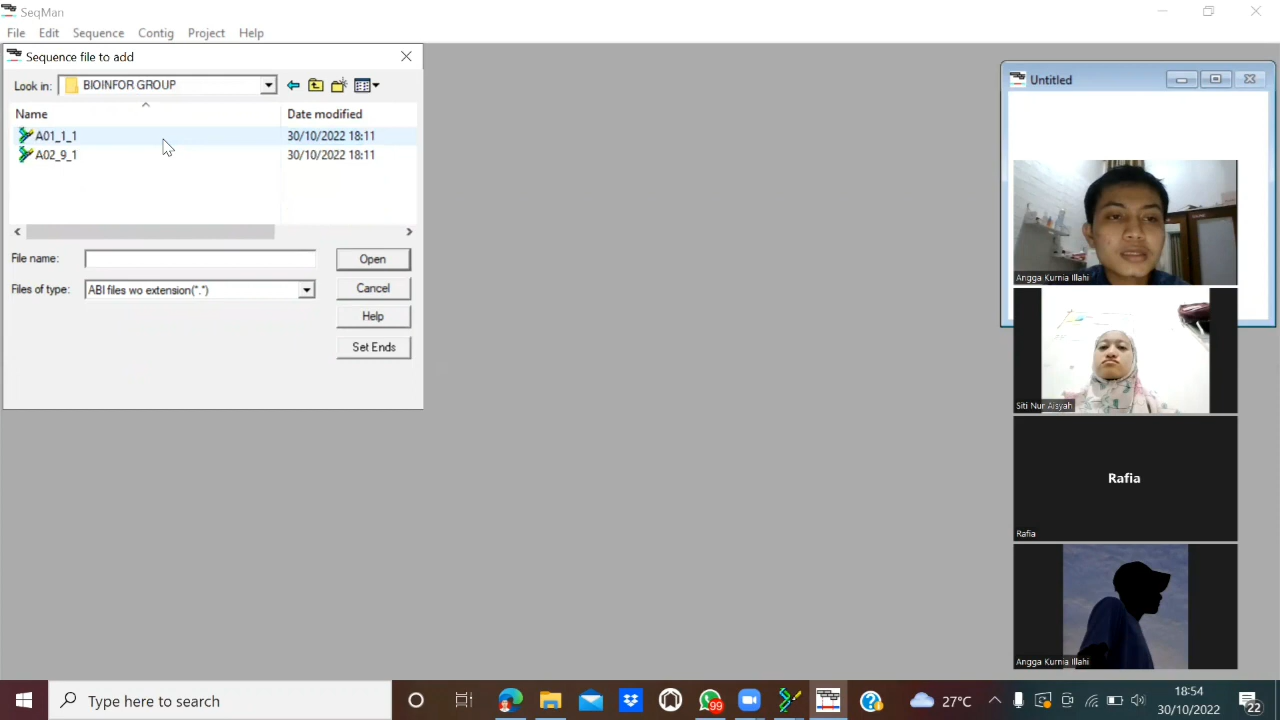 SeqMan
File Edit Sequence Contig Project Help
Sequence file to add
Look in: BIOINFOR GROUP
Name Date modified
A01_1_1 30/10/2022 18:11
A02_9_1 30/10/2022 18:11
File name: Open
Files of type: ABI files wo extension(*.*) Cancel
Help
Set Ends
Untitled
Angga Kurnia Illahi
Siti Nur Aisyah
Rafia
Rafia
Angga Kurnia Illahi
Type here to search
99
27°C
18:54
30/10/2022
22